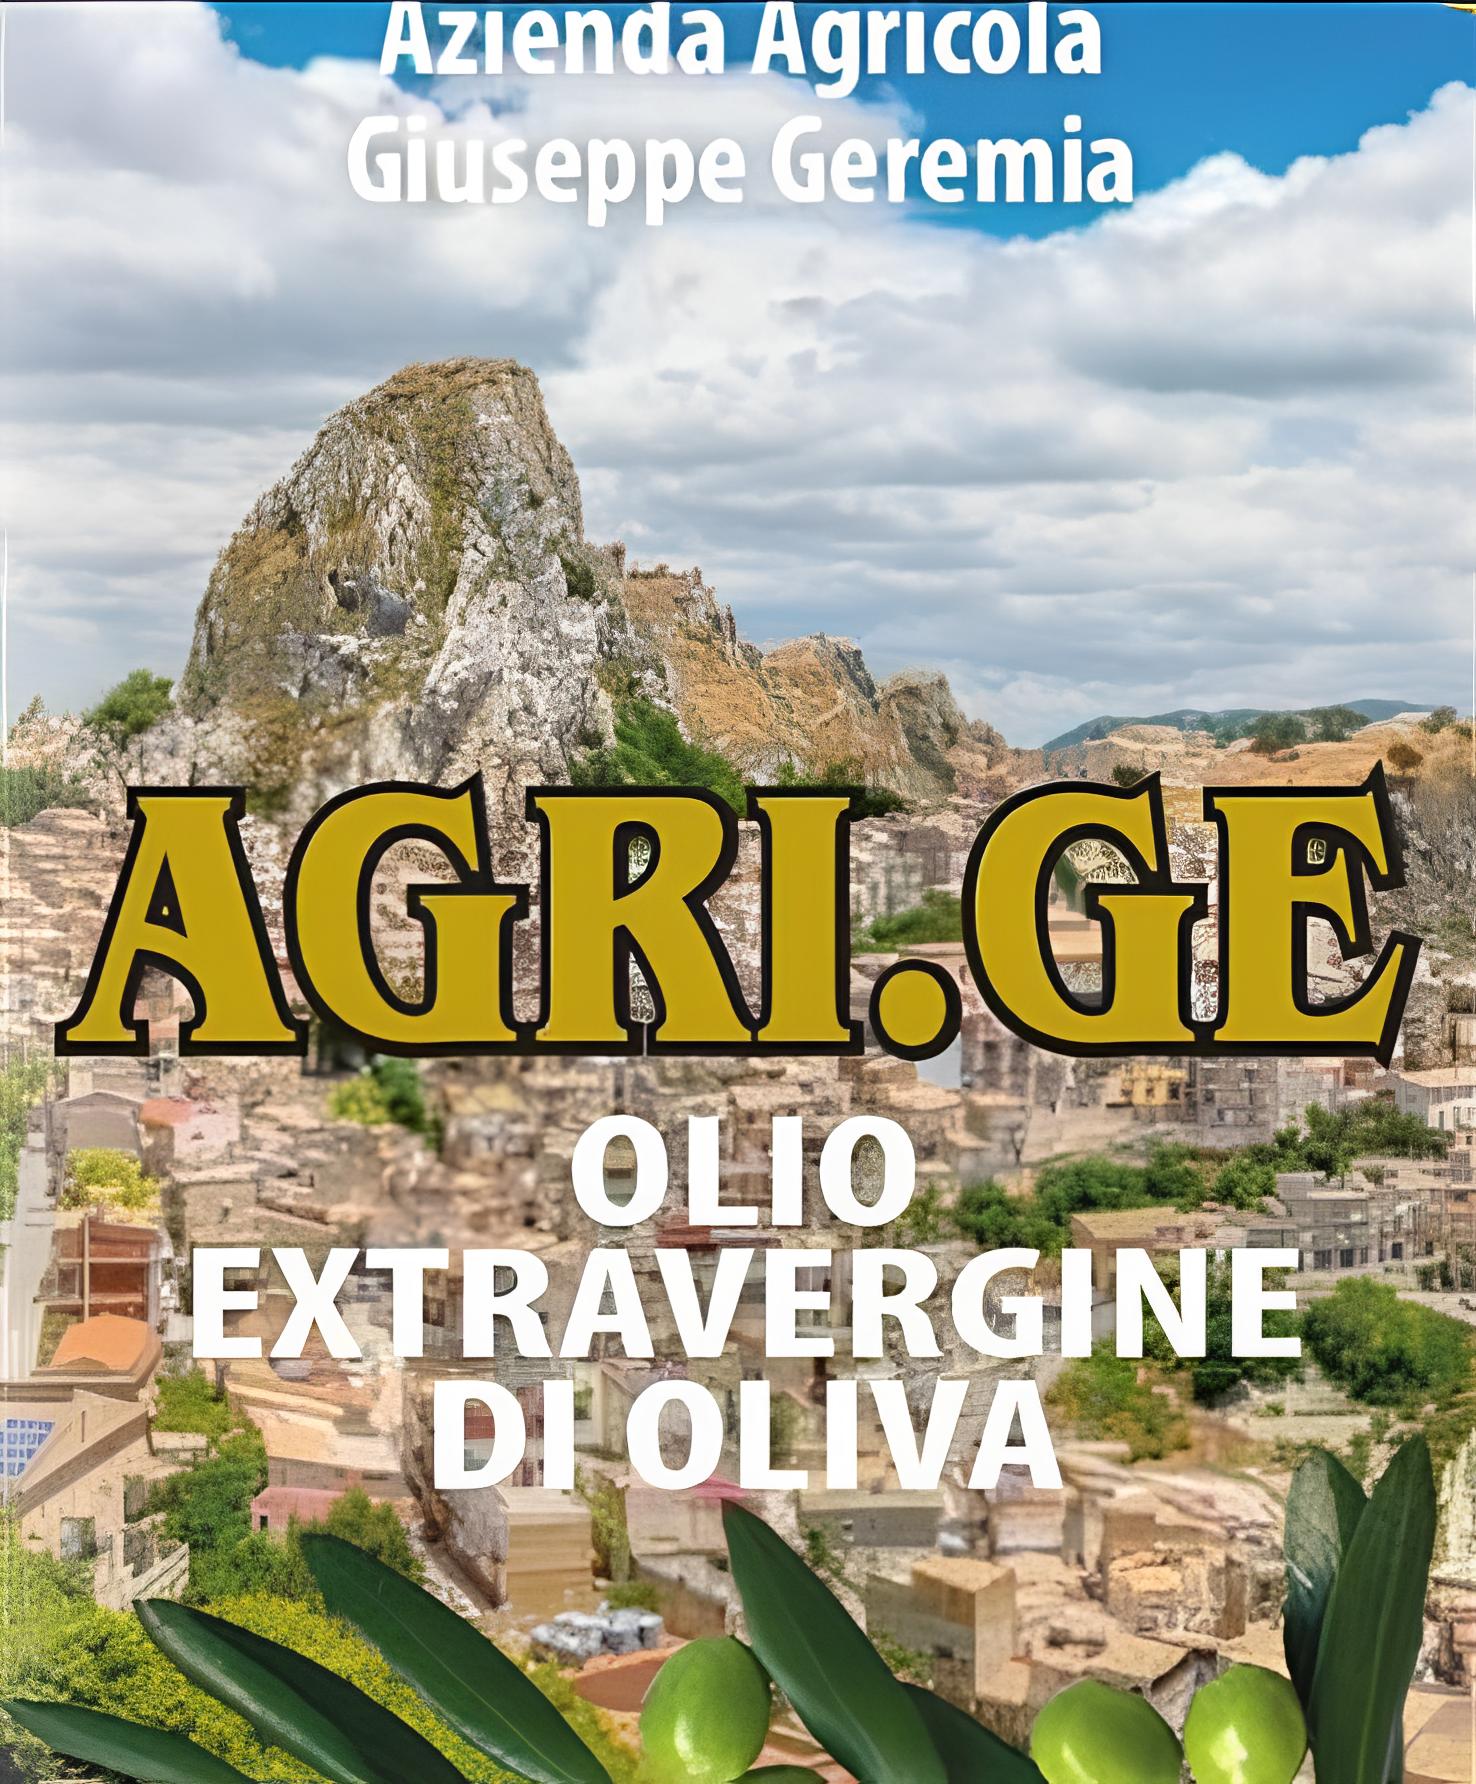 Azienda Agricola
Giuseppe Geremia
AGRI.GE
OLIO
EXTRAVERGINE
DI OLIVA